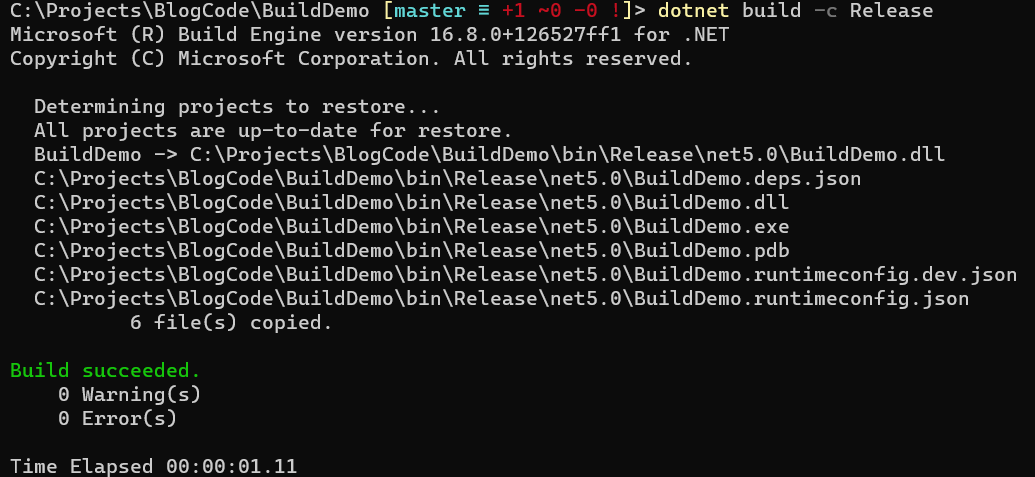 C:\Projects\BlogCode\BuildDemo [master ≡ +1 ~0 -0 !]> dotnet build -c Release
Microsoft (R) Build Engine version 16.8.0+126527ff1 for .NET
Copyright (C) Microsoft Corporation. All rights reserved.
Determining projects to restore...
All projects are up-to-date for restore.
BuildDemo -> C:\Projects\BlogCode\BuildDemo\bin\Release\net5.0\BuildDemo.dll
C:\Projects\BlogCode\BuildDemo\bin\Release\net5.0\BuildDemo.deps.json
C:\Projects\BlogCode\BuildDemo\bin\Release\net5.0\BuildDemo.dll
C:\Projects\BlogCode\BuildDemo\bin\Release\net5.0\BuildDemo.exe
C:\Projects\BlogCode\BuildDemo\bin\Release\net5.0\BuildDemo.pdb
C:\Projects\BlogCode\BuildDemo\bin\Release\net5.0\BuildDemo.runtimeconfig.dev.json
C:\Projects\BlogCode\BuildDemo\bin\Release\net5.0\BuildDemo.runtimeconfig.json
6 file(s) copied.
Build succeeded.
0 Warning(s)
0 Error(s)
Time Elapsed 00:00:01.11